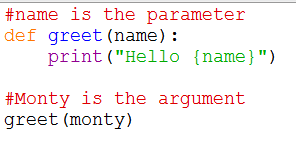 #name is the parameter
def greet(name):
    print("Hello {name}")

#Monty is the argument
greet(monty)